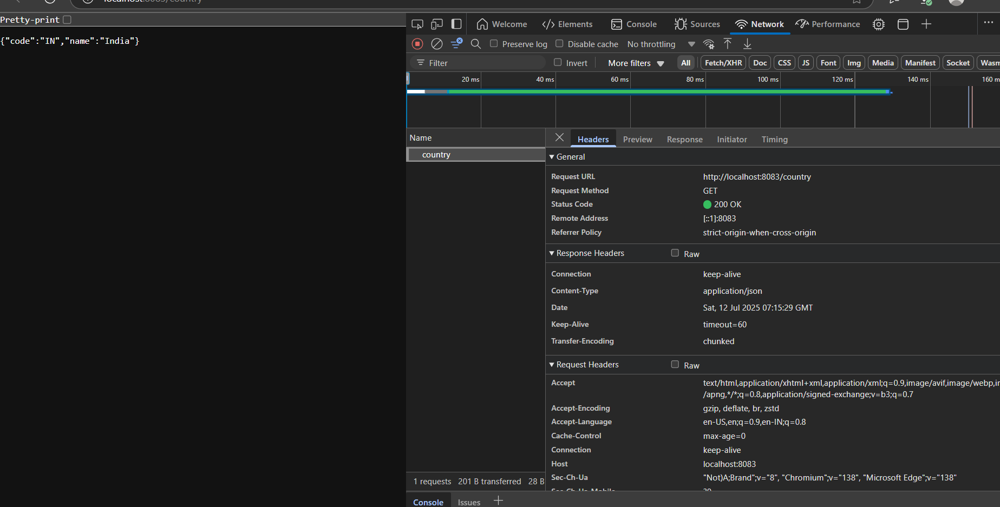 localhost:8083/country
Pretty-print
{"code":"IN","name":"India"}
Welcome Elements Console Sources Network Performance
Preserve log Disable cache No throttling
Filter Invert More filters All Fetch/XHR Doc CSS JS Font Img Media Manifest Socket Wasm
20 ms 40 ms 60 ms 80 ms 100 ms 120 ms 140 ms 160 m
Name
country
Headers Preview Response Initiator Timing
General
Request URL http://localhost:8083/country
Request Method GET
Status Code 200 OK
Remote Address [::1]:8083
Referrer Policy strict-origin-when-cross-origin
Response Headers Raw
Connection keep-alive
Content-Type application/json
Date Sat, 12 Jul 2025 07:15:29 GMT
Keep-Alive timeout=60
Transfer-Encoding chunked
Request Headers Raw
Accept text/html,application/xhtml+xml,application/xml;q=0.9,image/avif,image/webp,i
/apng,*/*;q=0.8,application/signed-exchange;v=b3;q=0.7
Accept-Encoding gzip, deflate, br, zstd
Accept-Language en-US,en;q=0.9,en-IN;q=0.8
Cache-Control max-age=0
Connection keep-alive
Host localhost:8083
Sec-Ch-Ua "Not)A;Brand";v="8", "Chromium";v="138", "Microsoft Edge";v="138"
Sec-Ch-Ua-Mobile ?0
1 requests 201 B transferred 28 B
Console Issues